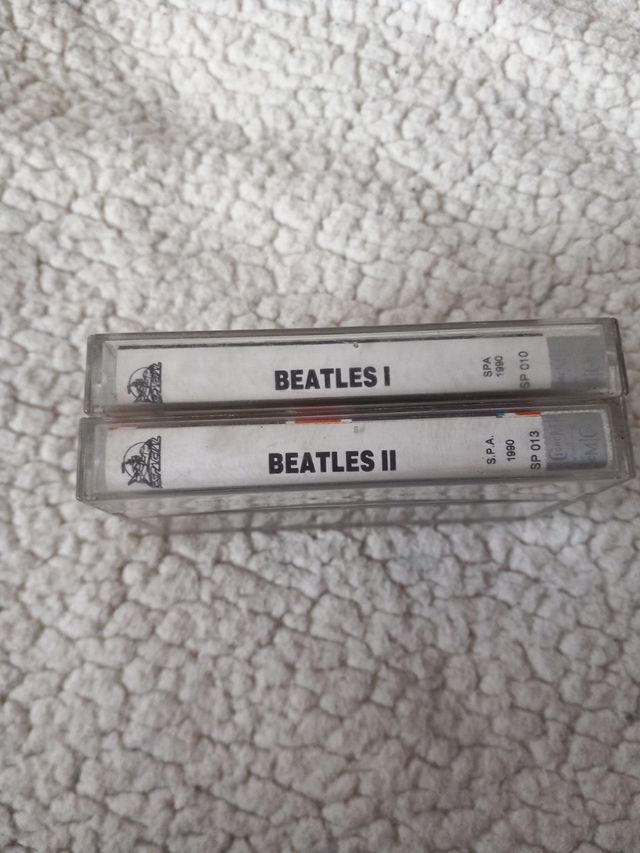 BEATLES I
SPA
1990
SP 010
BEATLES II
S.P.A.
1990
SP 013